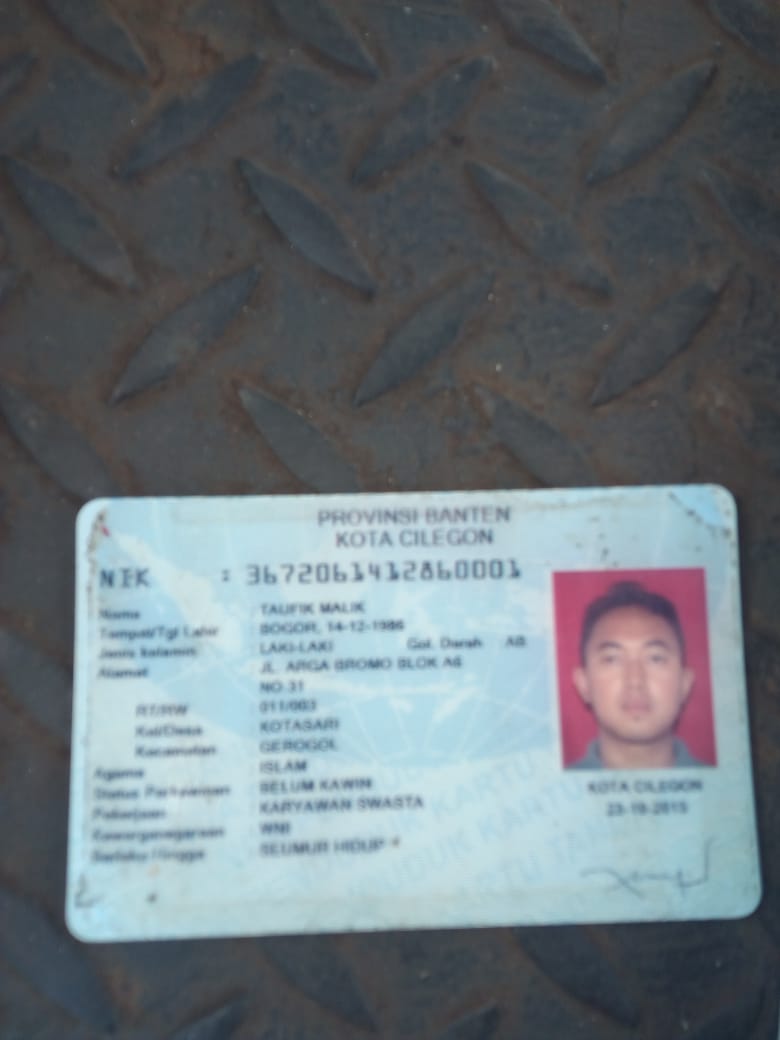 PROVINSI BANTEN
KOTA CILEGON
NIK : 3672061412860001
Nama TAUFIK MALIK
Tempat/Tgl Lahir BOGOR, 14-12-1986
Jenis kelamin LAKI-LAKI Gol. Darah AB
Alamat JL. ARGA BROMO BLOK A6
NO.31
RT/RW 011/003
Kel/Desa KOTASARI
Kecamatan GEROGOL
Agama ISLAM
Status Perkawinan BELUM KAWIN
Pekerjaan KARYAWAN SWASTA
Kewarganegaraan WNI
Berlaku Hingga SEUMUR HIDUP
KOTA CILEGON